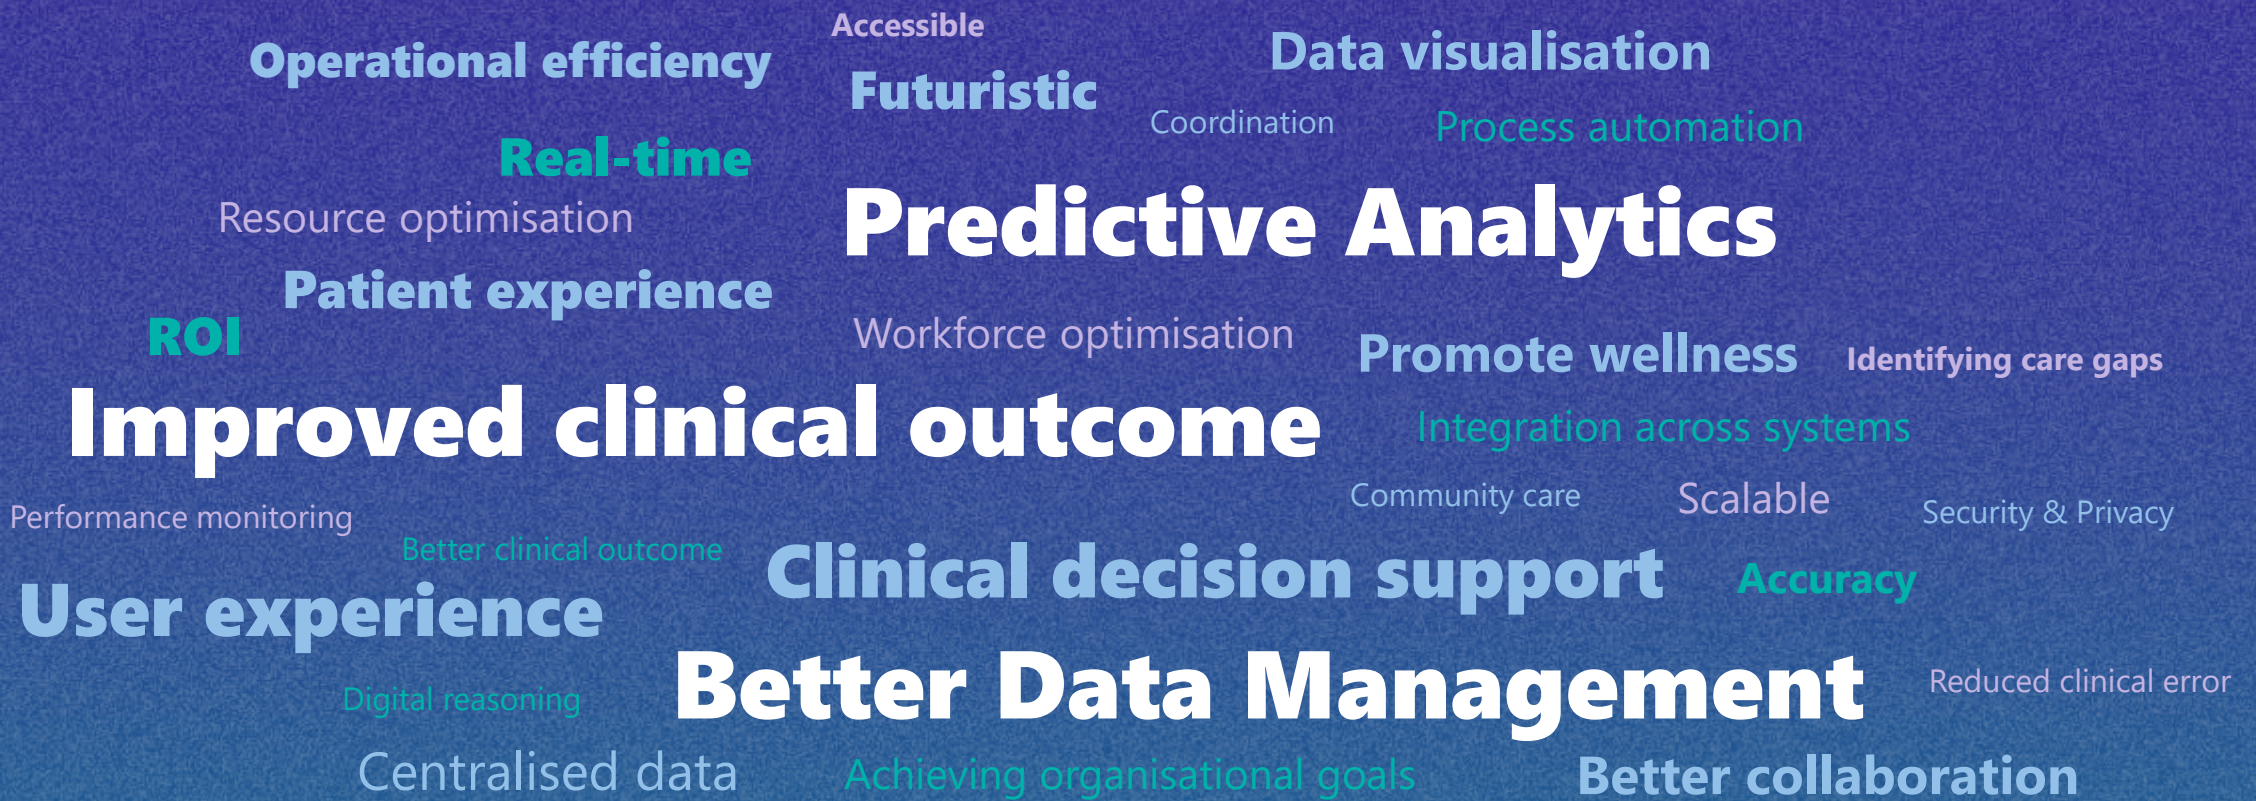 Accessible
Operational efficiency
Data visualisation
Futuristic
Coordination
Process automation
Real-time
Resource optimisation
Predictive Analytics
Patient experience
ROI
Workforce optimisation
Promote wellness
Identifying care gaps
Improved clinical outcome
Integration across systems
Community care
Scalable
Security & Privacy
Performance monitoring
Better clinical outcome
Clinical decision support
Accuracy
User experience
Better Data Management
Reduced clinical error
Digital reasoning
Centralised data
Achieving organisational goals
Better collaboration